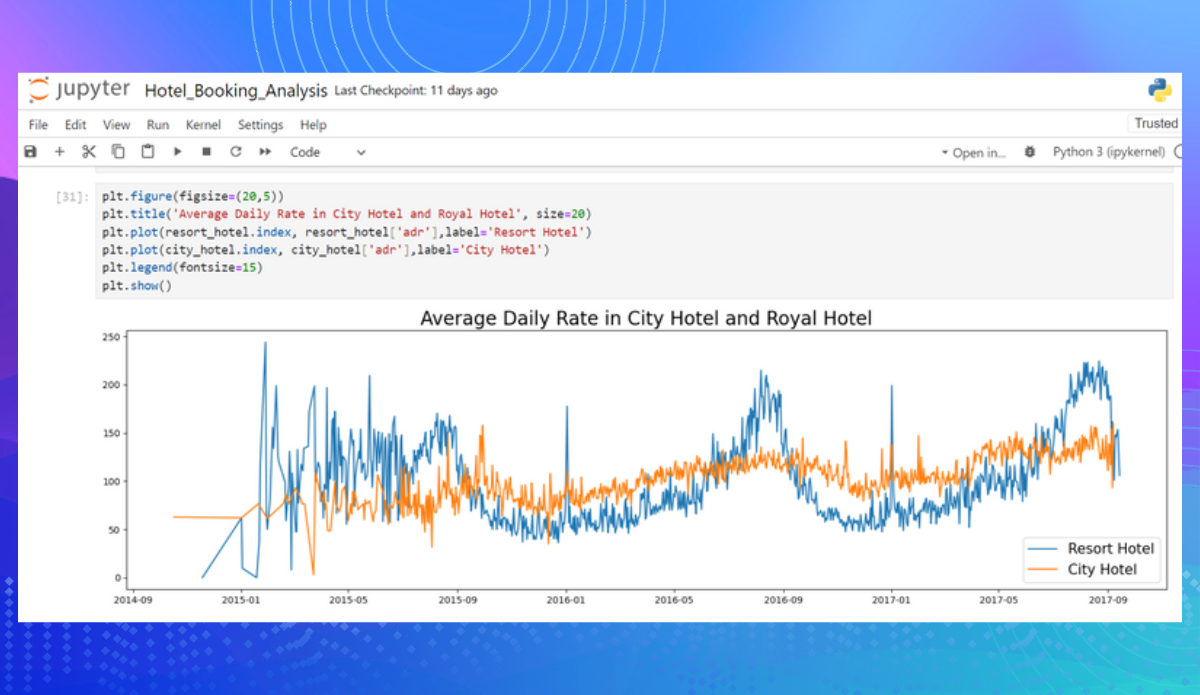 jupyter Hotel_Booking_Analysis Last Checkpoint: 11 days ago
File Edit View Run Kernel Settings Help Trusted
Code Open in... Python 3 (ipykernel)
[31]: plt.figure(figsize=(20,5))
plt.title('Average Daily Rate in City Hotel and Royal Hotel', size=20)
plt.plot(resort_hotel.index, resort_hotel['adr'],label='Resort Hotel')
plt.plot(city_hotel.index, city_hotel['adr'],label='City Hotel')
plt.legend(fontsize=15)
plt.show()
Average Daily Rate in City Hotel and Royal Hotel
250
200
150
100
50
0
Resort Hotel
City Hotel
2014-09 2015-01 2015-05 2015-09 2016-01 2016-05 2016-09 2017-01 2017-05 2017-09